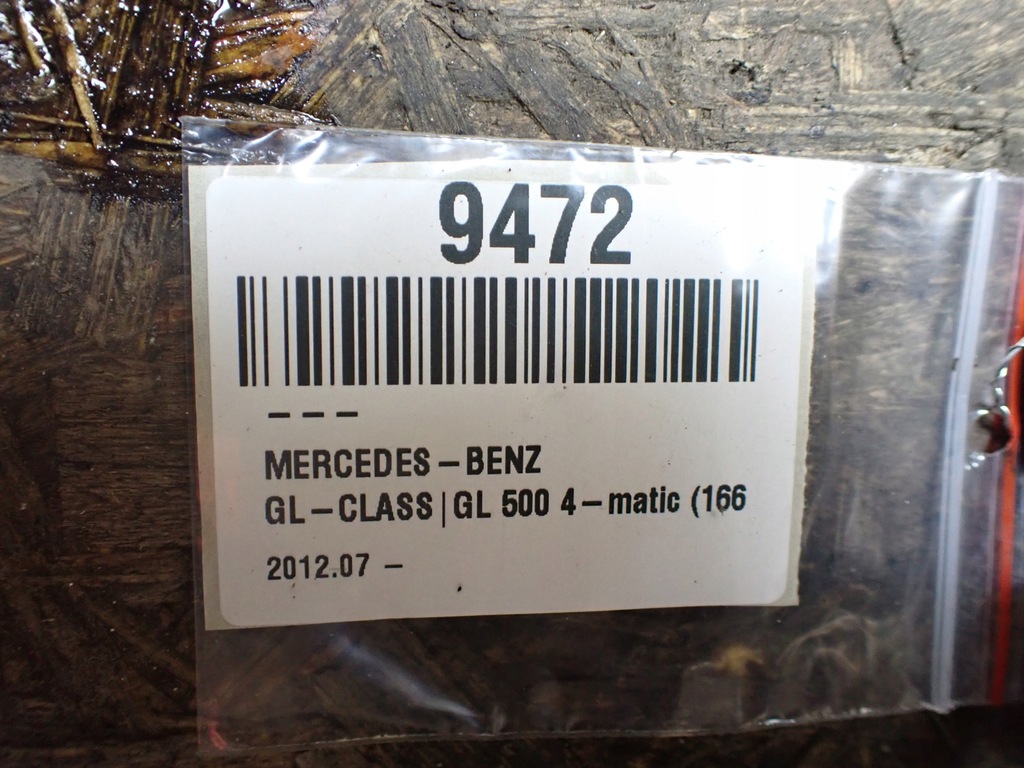 9472
– – –
MERCEDES – BENZ
GL – CLASS | GL 500 4 – matic (166
2012.07 –